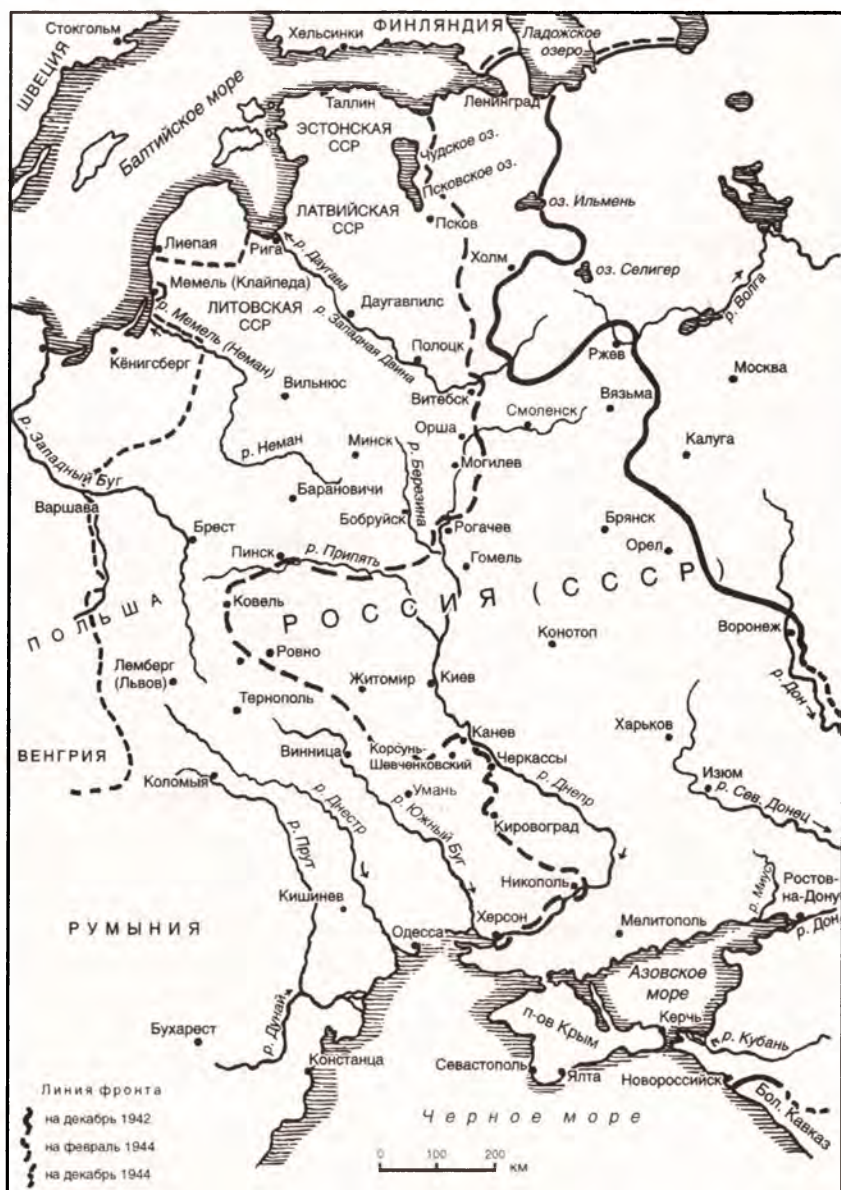 Стокгольм
ШВЕЦИЯ
Хельсинки
ФИНЛЯНДИЯ
Ладожское
озеро
Балтийское море
Таллин
Ленинград
ЭСТОНСКАЯ
ССР
Чудское оз.
Псковское оз.
Псков
оз. Ильмень
ЛАТВИЙСКАЯ
ССР
Лиепая
Рига
р. Даугава
Холм
оз. Селигер
р. Волга
Мемель (Клайпеда)
ЛИТОВСКАЯ
ССР
Даугавпилс
р. Западная Двина
р. Мемель (Неман)
Полоцк
Ржев
Москва
Кёнигсберг
Вильнюс
Витебск
Вязьма
Смоленск
Орша
Калуга
р. Западный Буг
р. Неман
Минск
р. Березина
Могилев
Варшава
Барановичи
Бобруйск
Рогачев
Брянск
Брест
Орел
Пинск
р. Припять
Гомель
ПОЛЬША
Ковель
РОССИЯ (СССР)
Воронеж
Конотоп
Ровно
Лемберг
(Львов)
Житомир
Киев
р. Дон
Тернополь
Канев
Харьков
ВЕНГРИЯ
Винница
Корсунь-
Шевченковский
Черкассы
Коломыя
Умань
р. Днепр
Изюм
р. Сев. Донец
р. Днестр
р. Южный Буг
Кировоград
р. Прут
Никополь
р. Миус
Ростов-
на-Дону
Кишинев
Херсон
Мелитополь
р. Дон
РУМЫНИЯ
Одесса
Азовское
море
п-ов Крым
Керчь
р. Кубань
Бухарест
р. Дунай
Констанца
Севастополь
Ялта
Новороссийск
Бол. Кавказ
Черное море
Линия фронта
на декабрь 1942
на февраль 1944
на декабрь 1944
0 100 200
км